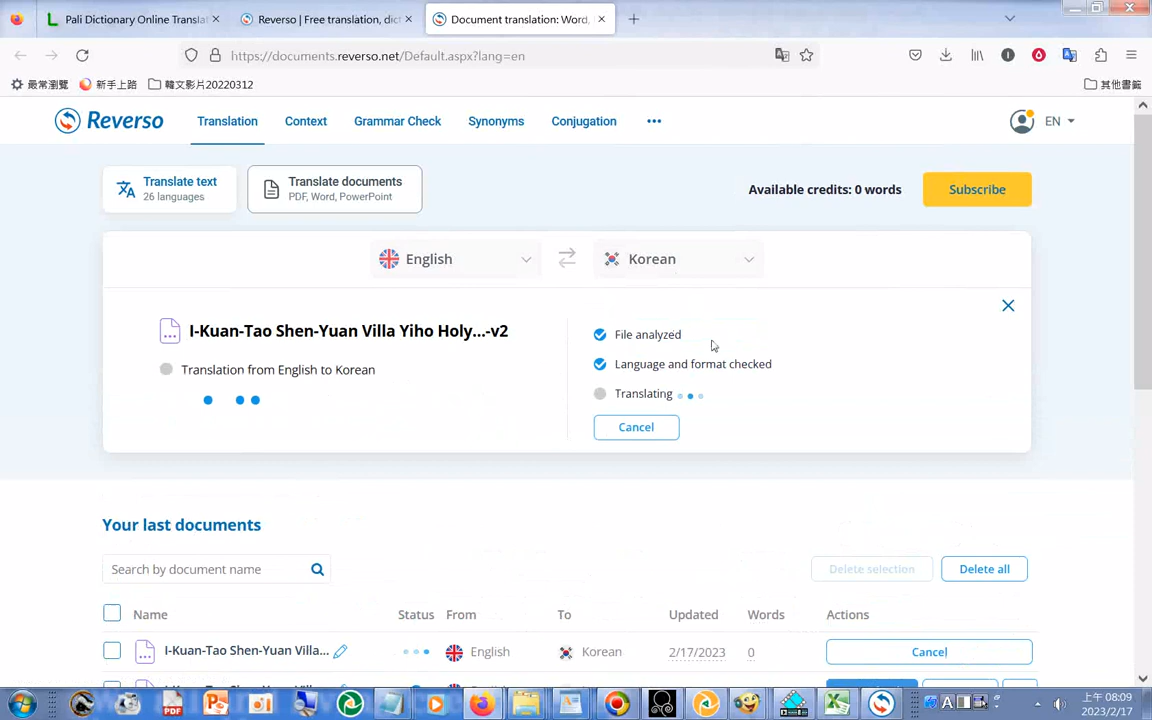 Pali Dictionary Online Translat
Reverso | Free translation, dict
Document translation: Word,
https://documents.reverso.net/Default.aspx?lang=en
最常瀏覽
新手上路
韓文影片20220312
其他書籤
Reverso
Translation
Context
Grammar Check
Synonyms
Conjugation
EN
Translate text
26 languages
Translate documents
PDF, Word, PowerPoint
Available credits: 0 words
Subscribe
English
Korean
I-Kuan-Tao Shen-Yuan Villa Yiho Holy...-v2
Translation from English to Korean
File analyzed
Language and format checked
Translating
Cancel
Your last documents
Search by document name
Delete selection
Delete all
Name
Status
From
To
Updated
Words
Actions
I-Kuan-Tao Shen-Yuan Villa...
English
Korean
2/17/2023
0
Cancel
上午 08:09
2023/2/17